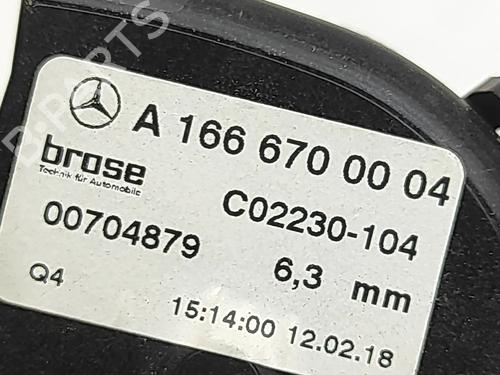 B-PARTS
A 166 670 00 04
brose
Technik für Automobile
C02230-104
00704879
6,3 mm
Q4
15:14:00 12.02.18